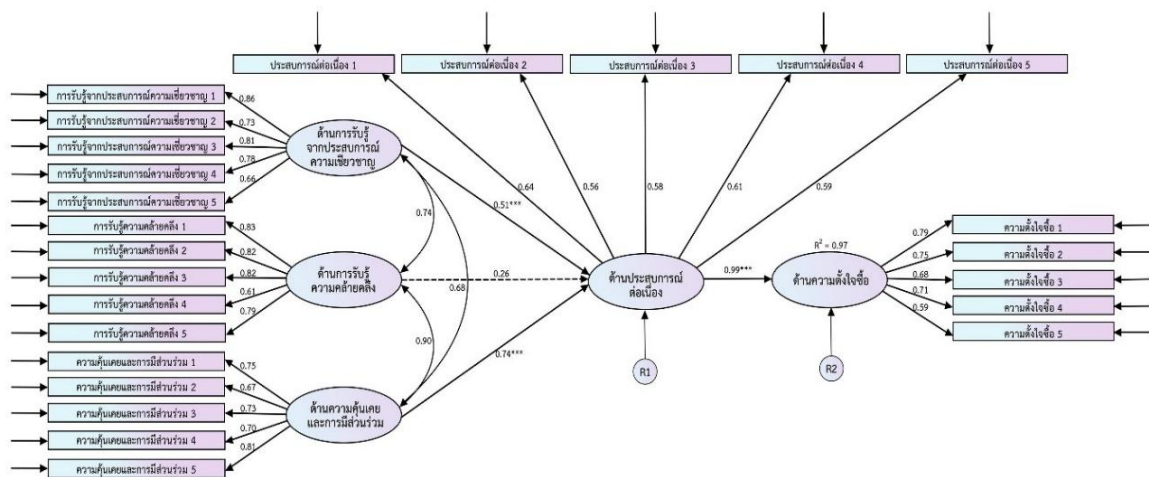 ประสบการณ์ต่อเนื่อง 1
ประสบการณ์ต่อเนื่อง 2
ประสบการณ์ต่อเนื่อง 3
ประสบการณ์ต่อเนื่อง 4
ประสบการณ์ต่อเนื่อง 5
การรับรู้จากประสบการณ์ความเชี่ยวชาญ 1
การรับรู้จากประสบการณ์ความเชี่ยวชาญ 2
การรับรู้จากประสบการณ์ความเชี่ยวชาญ 3
การรับรู้จากประสบการณ์ความเชี่ยวชาญ 4
การรับรู้จากประสบการณ์ความเชี่ยวชาญ 5
0.86
0.73
0.81
0.78
0.66
ด้านการรับรู้
จากประสบการณ์
ความเชี่ยวชาญ
การรับรู้ความคล้ายคลึง 1
การรับรู้ความคล้ายคลึง 2
การรับรู้ความคล้ายคลึง 3
การรับรู้ความคล้ายคลึง 4
การรับรู้ความคล้ายคลึง 5
0.83
0.82
0.82
0.61
0.79
ด้านการรับรู้
ความคล้ายคลึง
ความคุ้นเคยและการมีส่วนร่วม 1
ความคุ้นเคยและการมีส่วนร่วม 2
ความคุ้นเคยและการมีส่วนร่วม 3
ความคุ้นเคยและการมีส่วนร่วม 4
ความคุ้นเคยและการมีส่วนร่วม 5
0.75
0.67
0.73
0.70
0.81
ด้านความคุ้นเคย
และการมีส่วนร่วม
0.74
0.68
0.90
0.51***
0.26
0.74***
0.64
0.56
0.58
0.61
0.59
ด้านประสบการณ์
ต่อเนื่อง
R1
0.99***
R² = 0.97
ด้านความตั้งใจซื้อ
R2
0.79
0.75
0.68
0.71
0.59
ความตั้งใจซื้อ 1
ความตั้งใจซื้อ 2
ความตั้งใจซื้อ 3
ความตั้งใจซื้อ 4
ความตั้งใจซื้อ 5